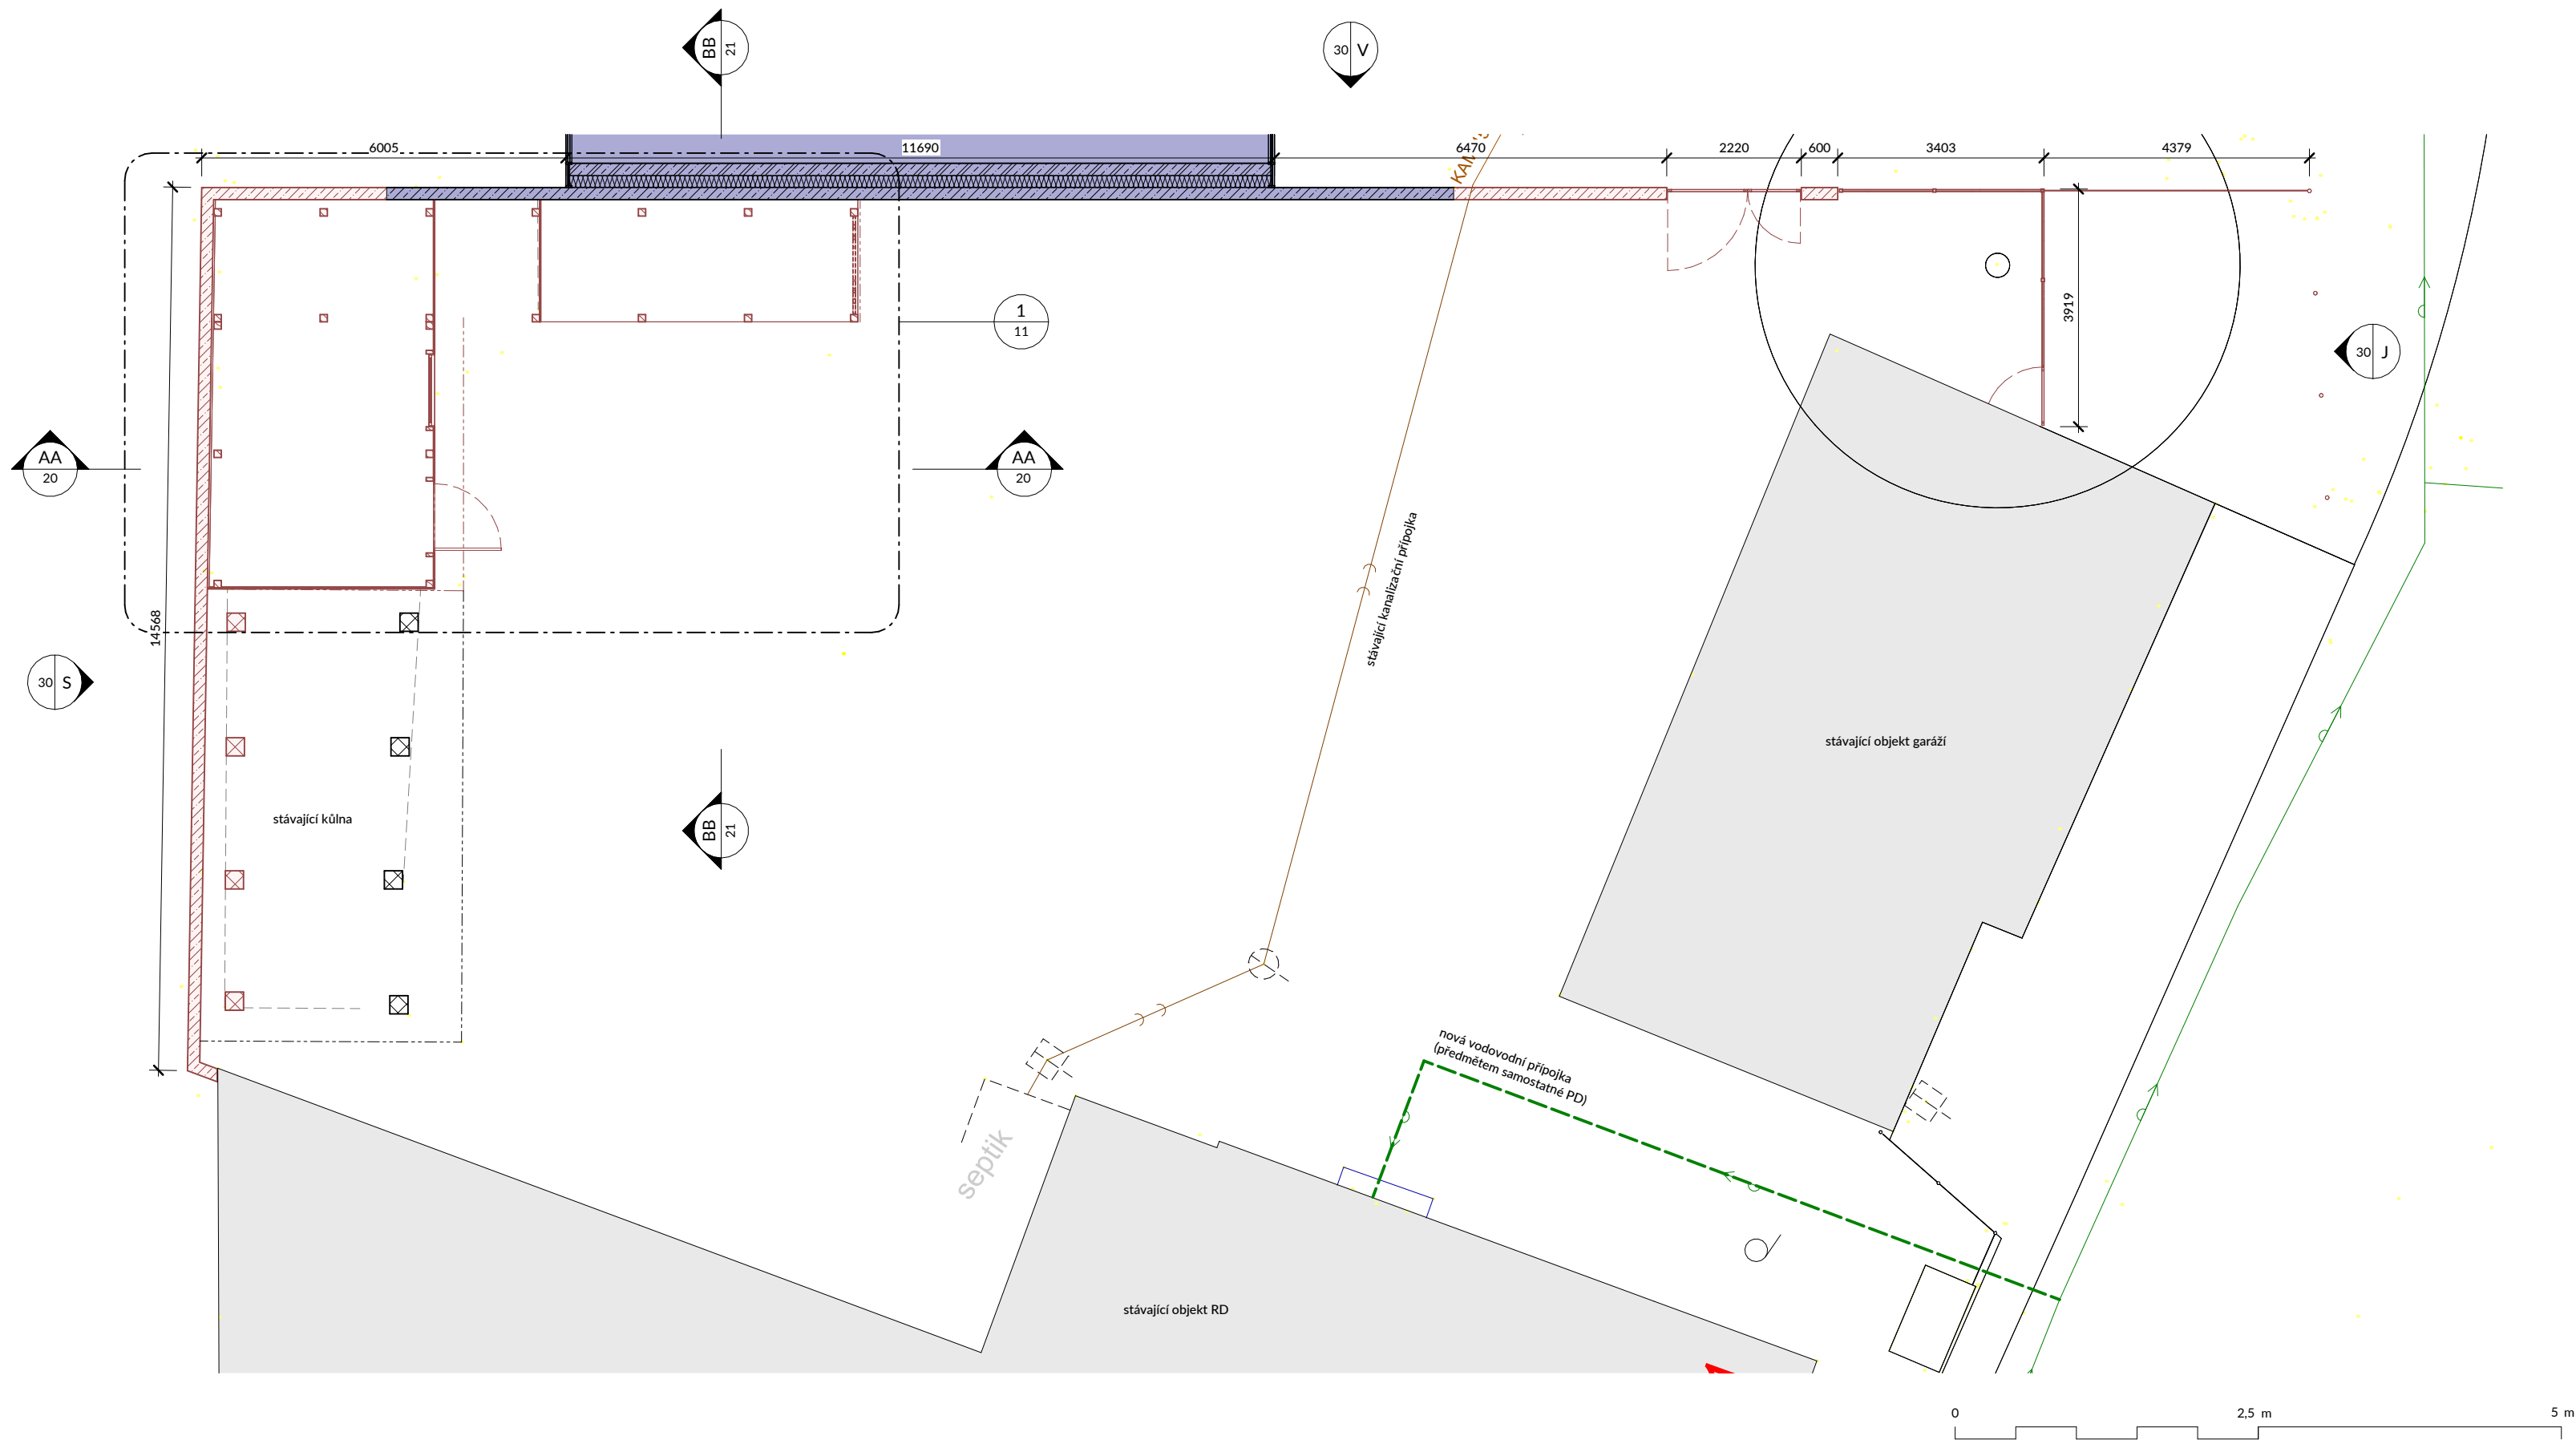 BB
21
30 V
6005
11690
6470
2220
600
3403
4379
1
11
3919
30 J
AA
20
AA
20
stávající kanalizační přípojka
14568
30 S
stávající objekt garáží
stávající kůlna
BB
21
nová vodovodní přípojka
(předmětem samostatné PD)
septik
stávající objekt RD
0
2,5 m
5 m